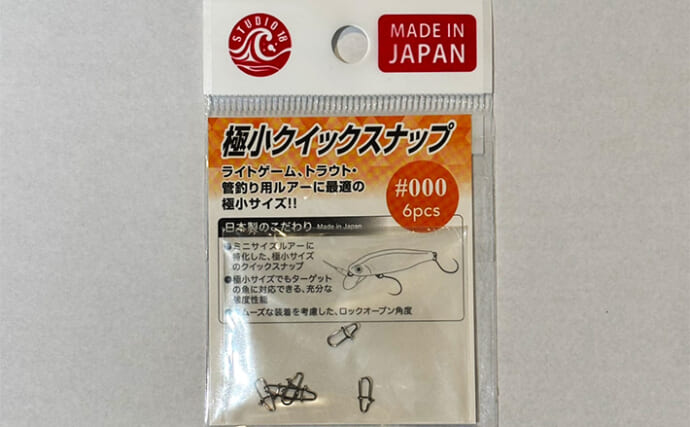 STUDIO 18
MADE IN
JAPAN
極小クイックスナップ
ライトゲーム、トラウト・
管釣り用ルアーに最適の
極小サイズ!!
#000
6pcs
日本製のこだわり Made in Japan
ミニサイズルアーに
特化した、極小サイズ
のクイックスナップ
極小サイズでもターゲット
の魚に対応できる、充分な
強度性能
ムーズな装着を考慮した、ロックオープン角度